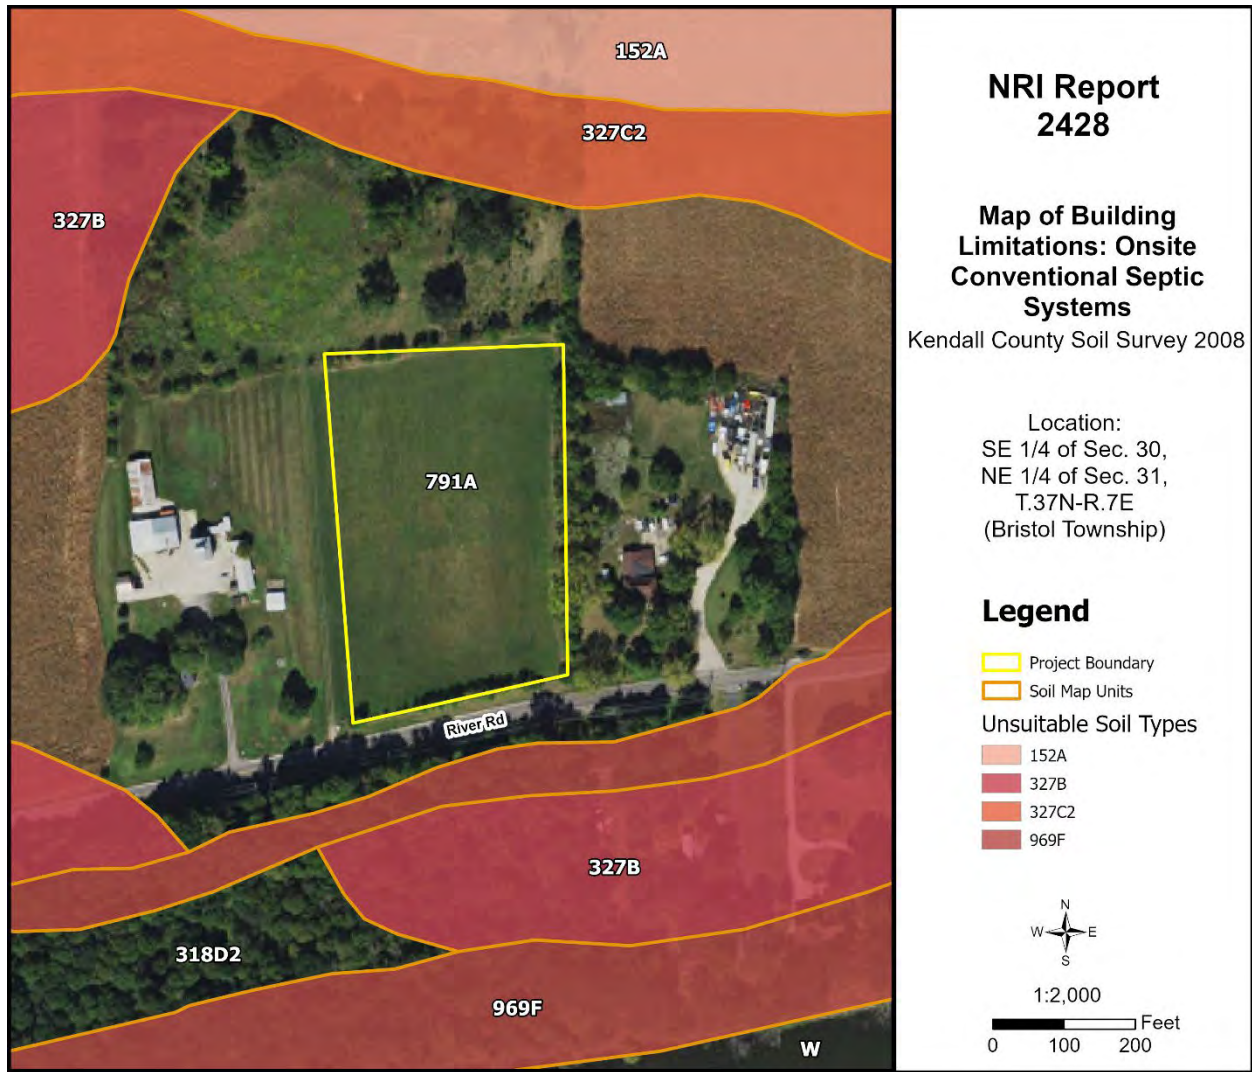 152A
327C2
327B
791A
River Rd
327B
318D2
969F
W
NRI Report
2428
Map of Building
Limitations: Onsite
Conventional Septic
Systems
Kendall County Soil Survey 2008
Location:
SE 1/4 of Sec. 30,
NE 1/4 of Sec. 31,
T.37N-R.7E
(Bristol Township)
Legend
Project Boundary
Soil Map Units
Unsuitable Soil Types
152A
327B
327C2
969F
N
W E
S
1:2,000
Feet
0 100 200